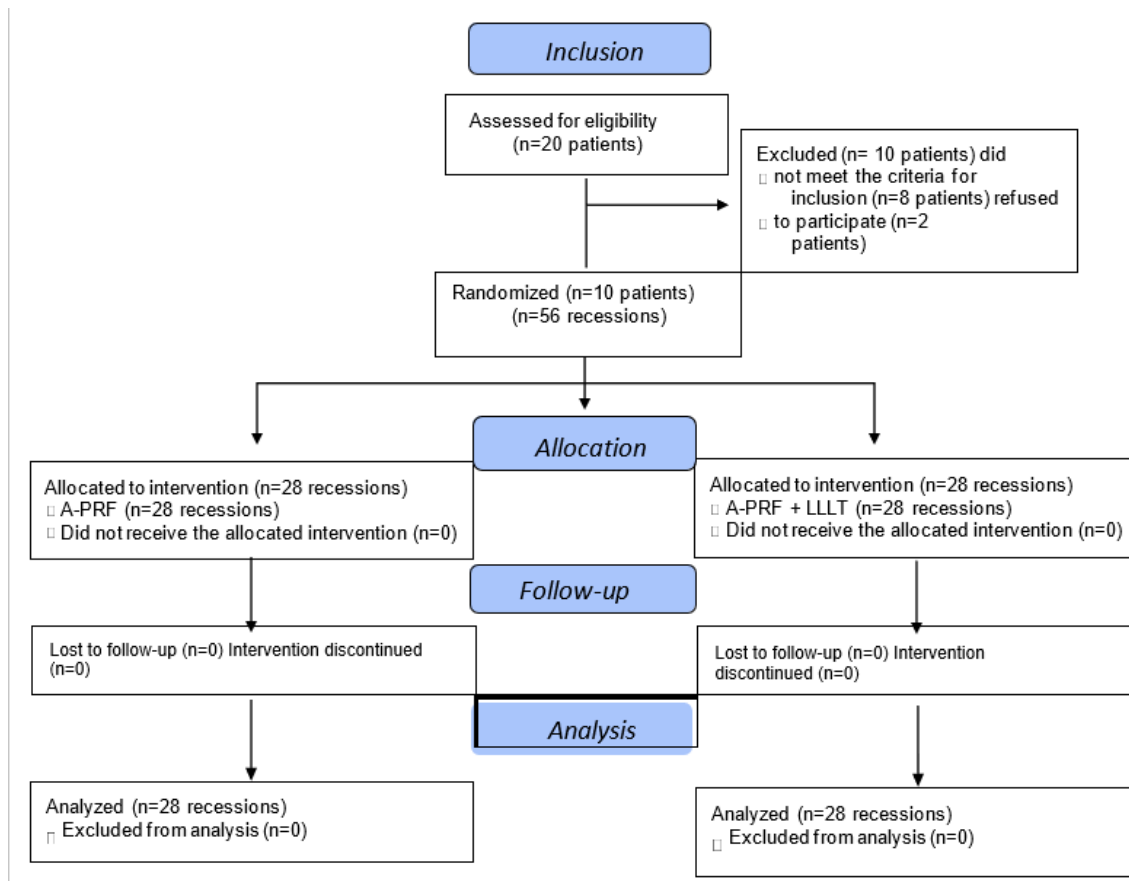 Inclusion
Assessed for eligibility
(n=20 patients)
Excluded (n= 10 patients) did
not meet the criteria for
inclusion (n=8 patients) refused
to participate (n=2
patients)
Randomized (n=10 patients)
(n=56 recessions)
Allocation
Allocated to intervention (n=28 recessions)
A-PRF (n=28 recessions)
Did not receive the allocated intervention (n=0)
Allocated to intervention (n=28 recessions)
A-PRF + LLLT (n=28 recessions)
Did not receive the allocated intervention (n=0)
Follow-up
Lost to follow-up (n=0) Intervention discontinued
(n=0)
Lost to follow-up (n=0) Intervention
discontinued (n=0)
Analysis
Analyzed (n=28 recessions)
Excluded from analysis (n=0)
Analyzed (n=28 recessions)
Excluded from analysis (n=0)